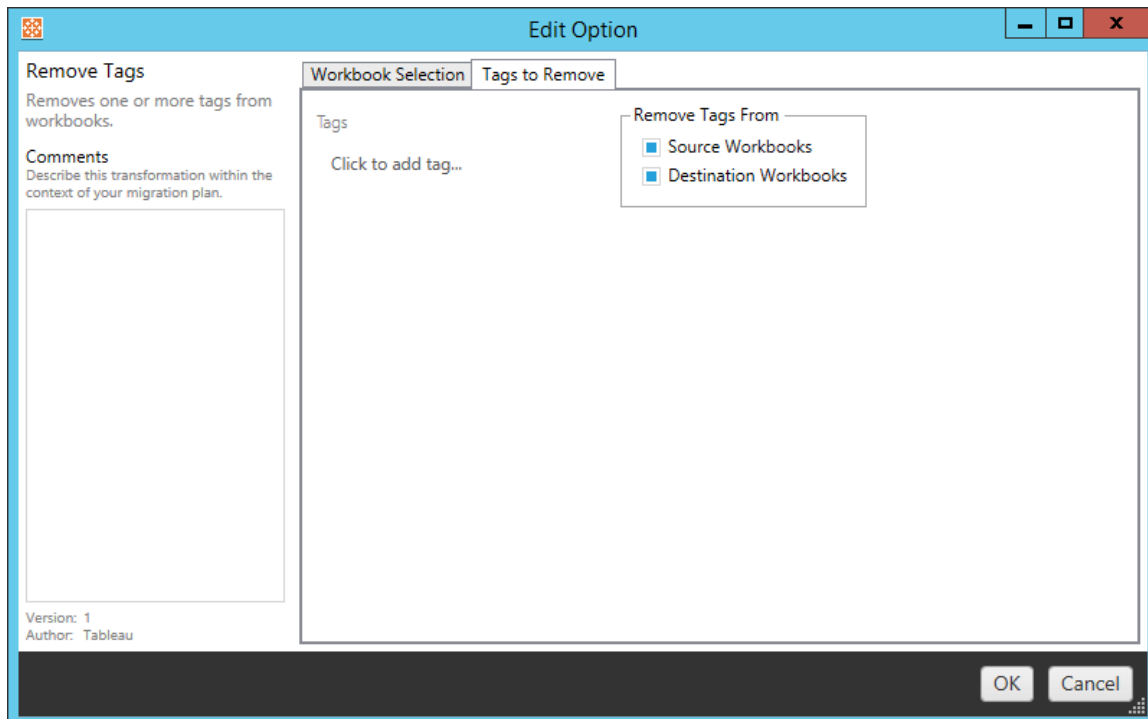 Edit Option
Remove Tags
Removes one or more tags from
workbooks.
Comments
Describe this transformation within the
context of your migration plan.
Version: 1
Author: Tableau
Workbook Selection
Tags to Remove
Tags
Click to add tag...
Remove Tags From
Source Workbooks
Destination Workbooks
OK
Cancel